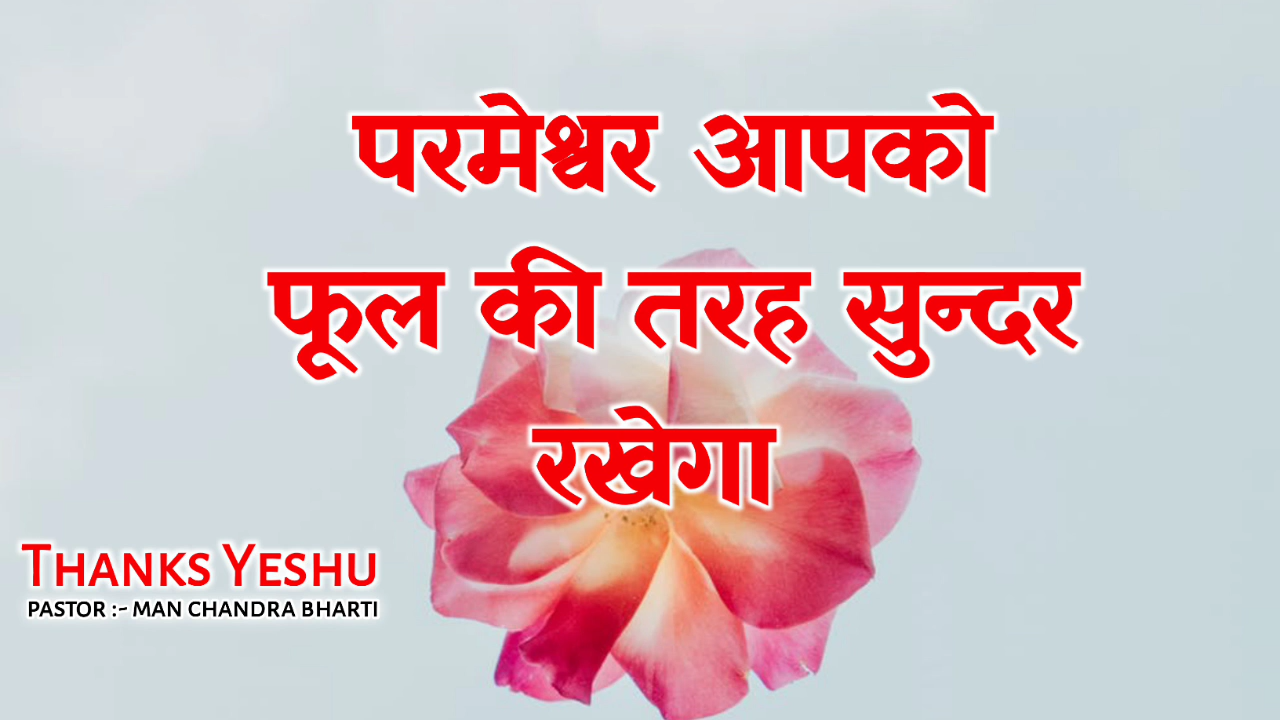 परमेश्वर आपको
फूल की तरह सुन्दर
रखेगा
THANKS YESHU
PASTOR :- MAN CHANDRA BHARTI